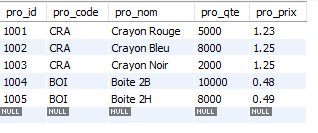 pro_id pro_code pro_nom pro_qte pro_prix
1001 CRA Crayon Rouge 5000 1.23
1002 CRA Crayon Bleu 8000 1.25
1003 CRA Crayon Noir 2000 1.25
1004 BOI Boite 2B 10000 0.48
1005 BOI Boite 2H 8000 0.49
NULL NULL NULL NULL NULL